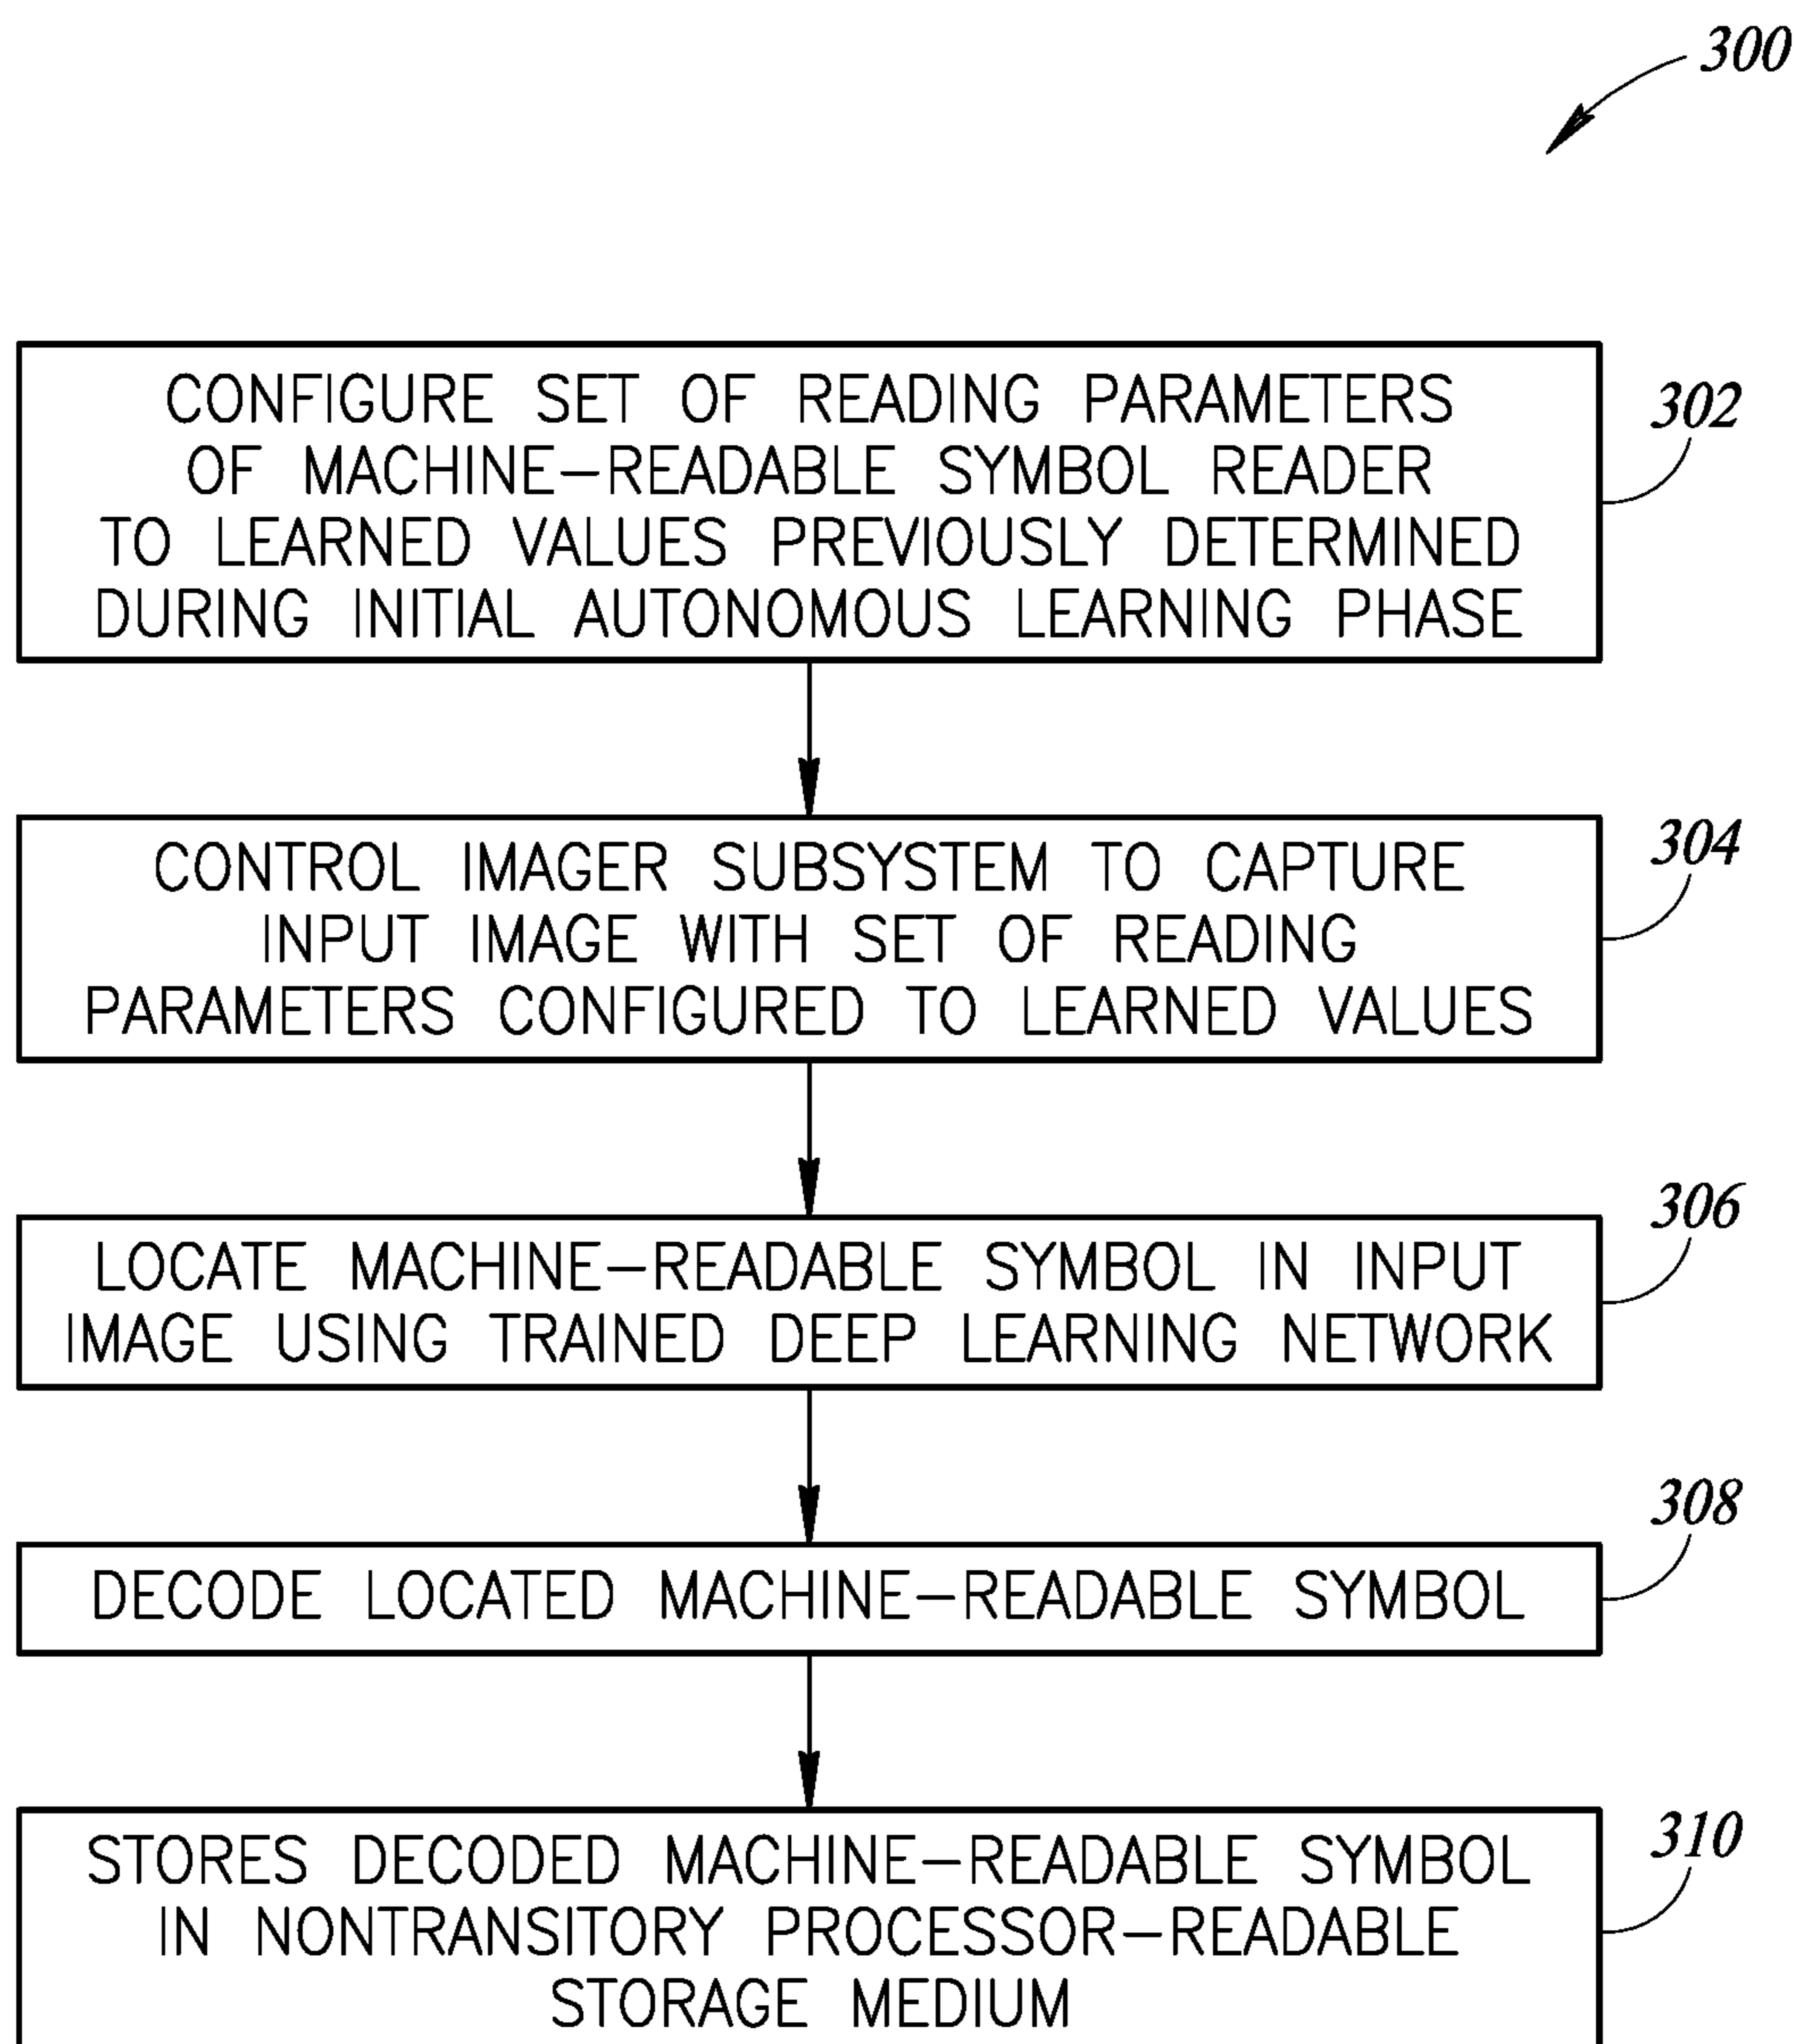 300
CONFIGURE SET OF READING PARAMETERS
OF MACHINE-READABLE SYMBOL READER
TO LEARNED VALUES PREVIOUSLY DETERMINED
DURING INITIAL AUTONOMOUS LEARNING PHASE
302
CONTROL IMAGER SUBSYSTEM TO CAPTURE
INPUT IMAGE WITH SET OF READING
PARAMETERS CONFIGURED TO LEARNED VALUES
304
LOCATE MACHINE-READABLE SYMBOL IN INPUT
IMAGE USING TRAINED DEEP LEARNING NETWORK
306
DECODE LOCATED MACHINE-READABLE SYMBOL
308
STORES DECODED MACHINE-READABLE SYMBOL
IN NONTRANSITORY PROCESSOR-READABLE
STORAGE MEDIUM
310